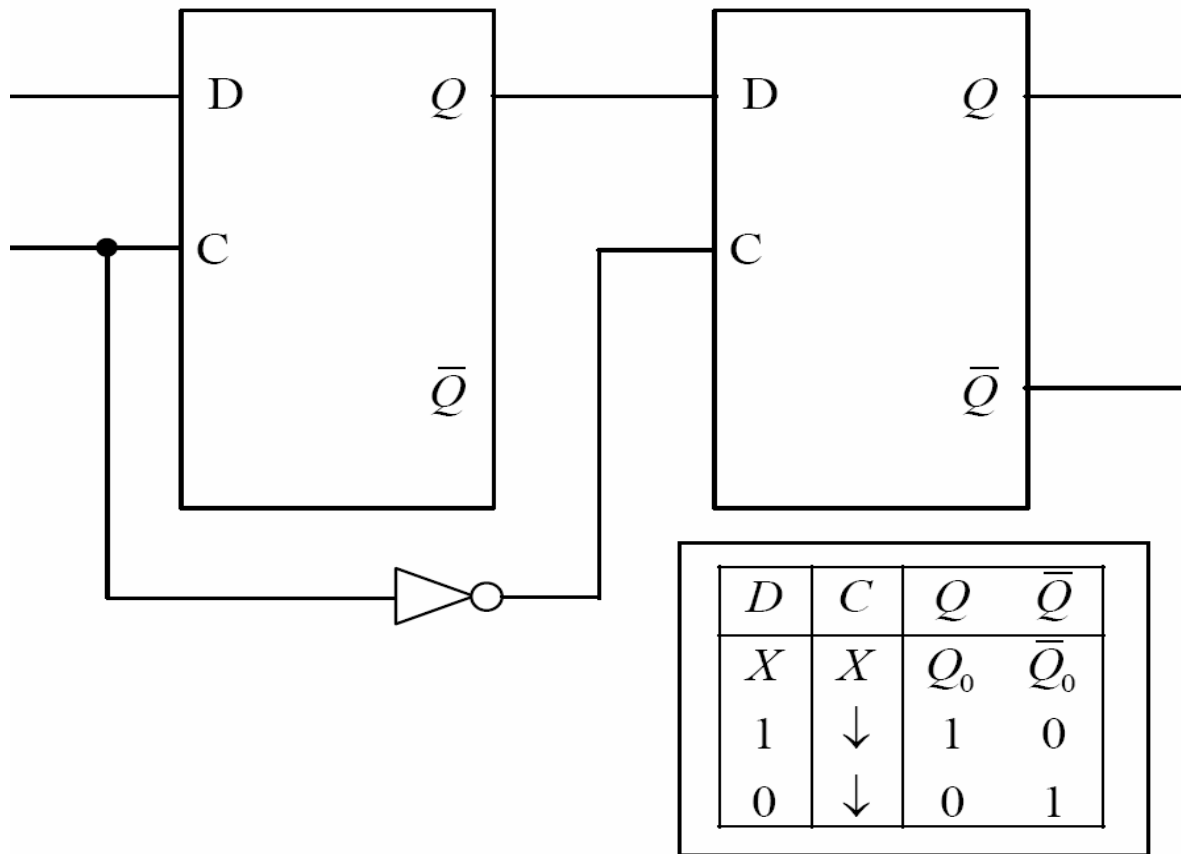 D Q D Q
C C
Q̅ Q̅
D C Q Q̅
X X Q₀ Q̅₀
1 ↓ 1 0
0 ↓ 0 1